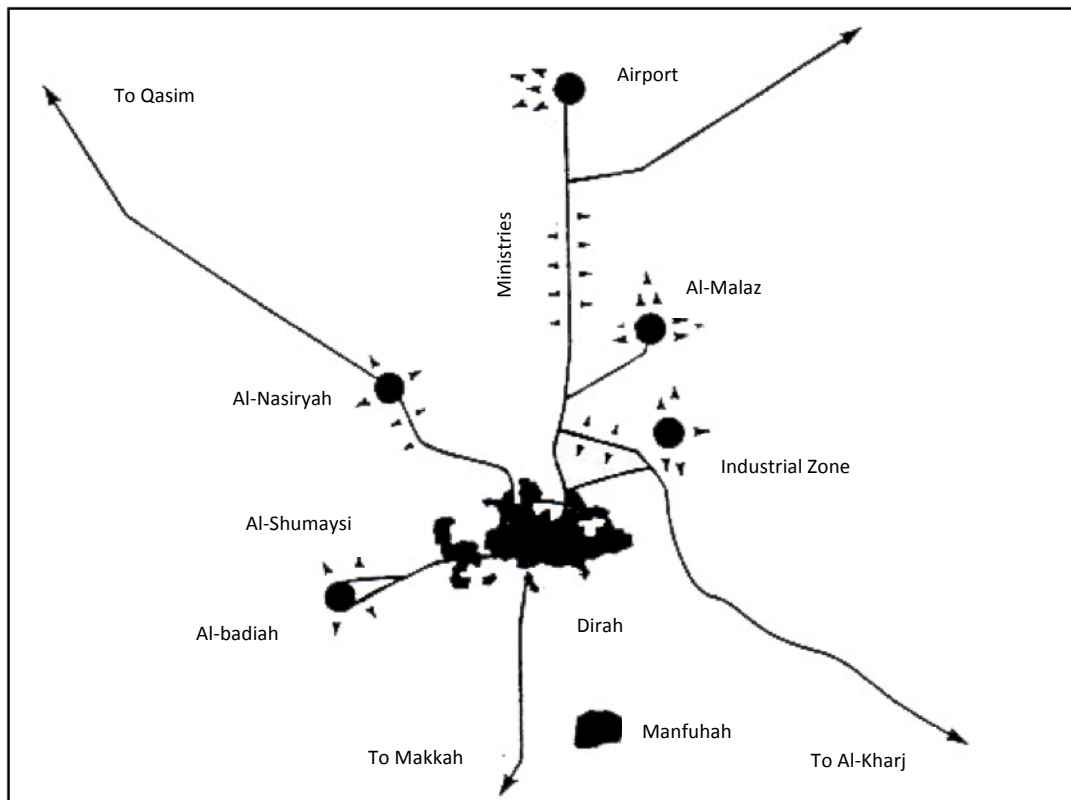 Airport
To Qasim
Ministries
Al-Malaz
Al-Nasiryah
Industrial Zone
Al-Shumaysi
Al-badiah
Dirah
Manfuhah
To Makkah
To Al-Kharj